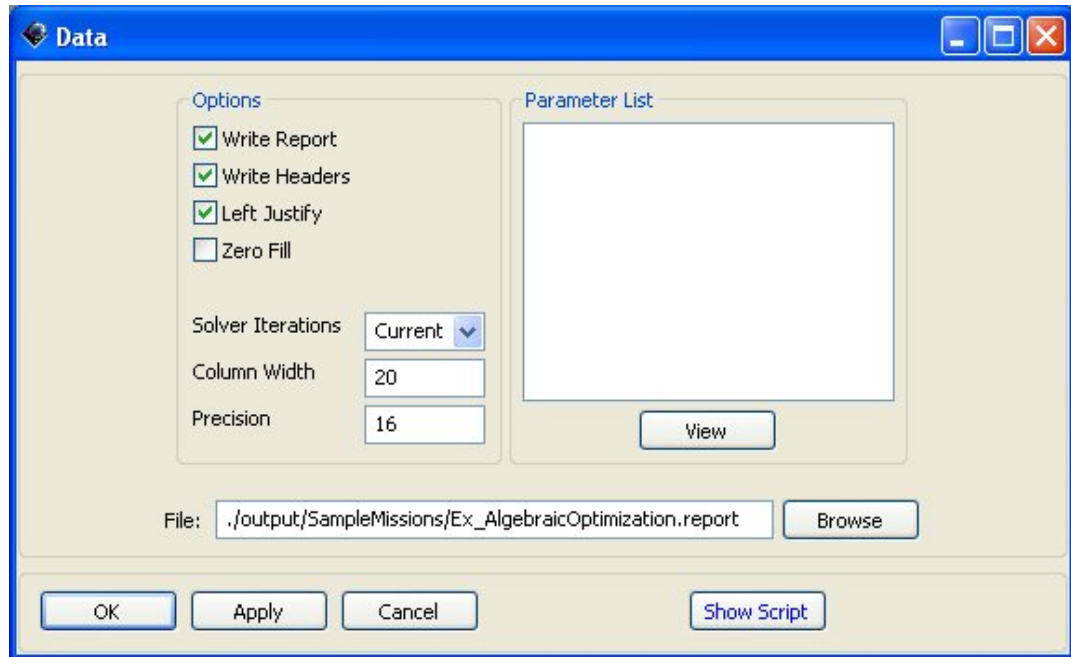 Data
Options
Write Report
Write Headers
Left Justify
Zero Fill
Solver Iterations Current
Column Width 20
Precision 16
Parameter List
View
File: ./output/SampleMissions/Ex_AlgebraicOptimization.report Browse
OK Apply Cancel Show Script